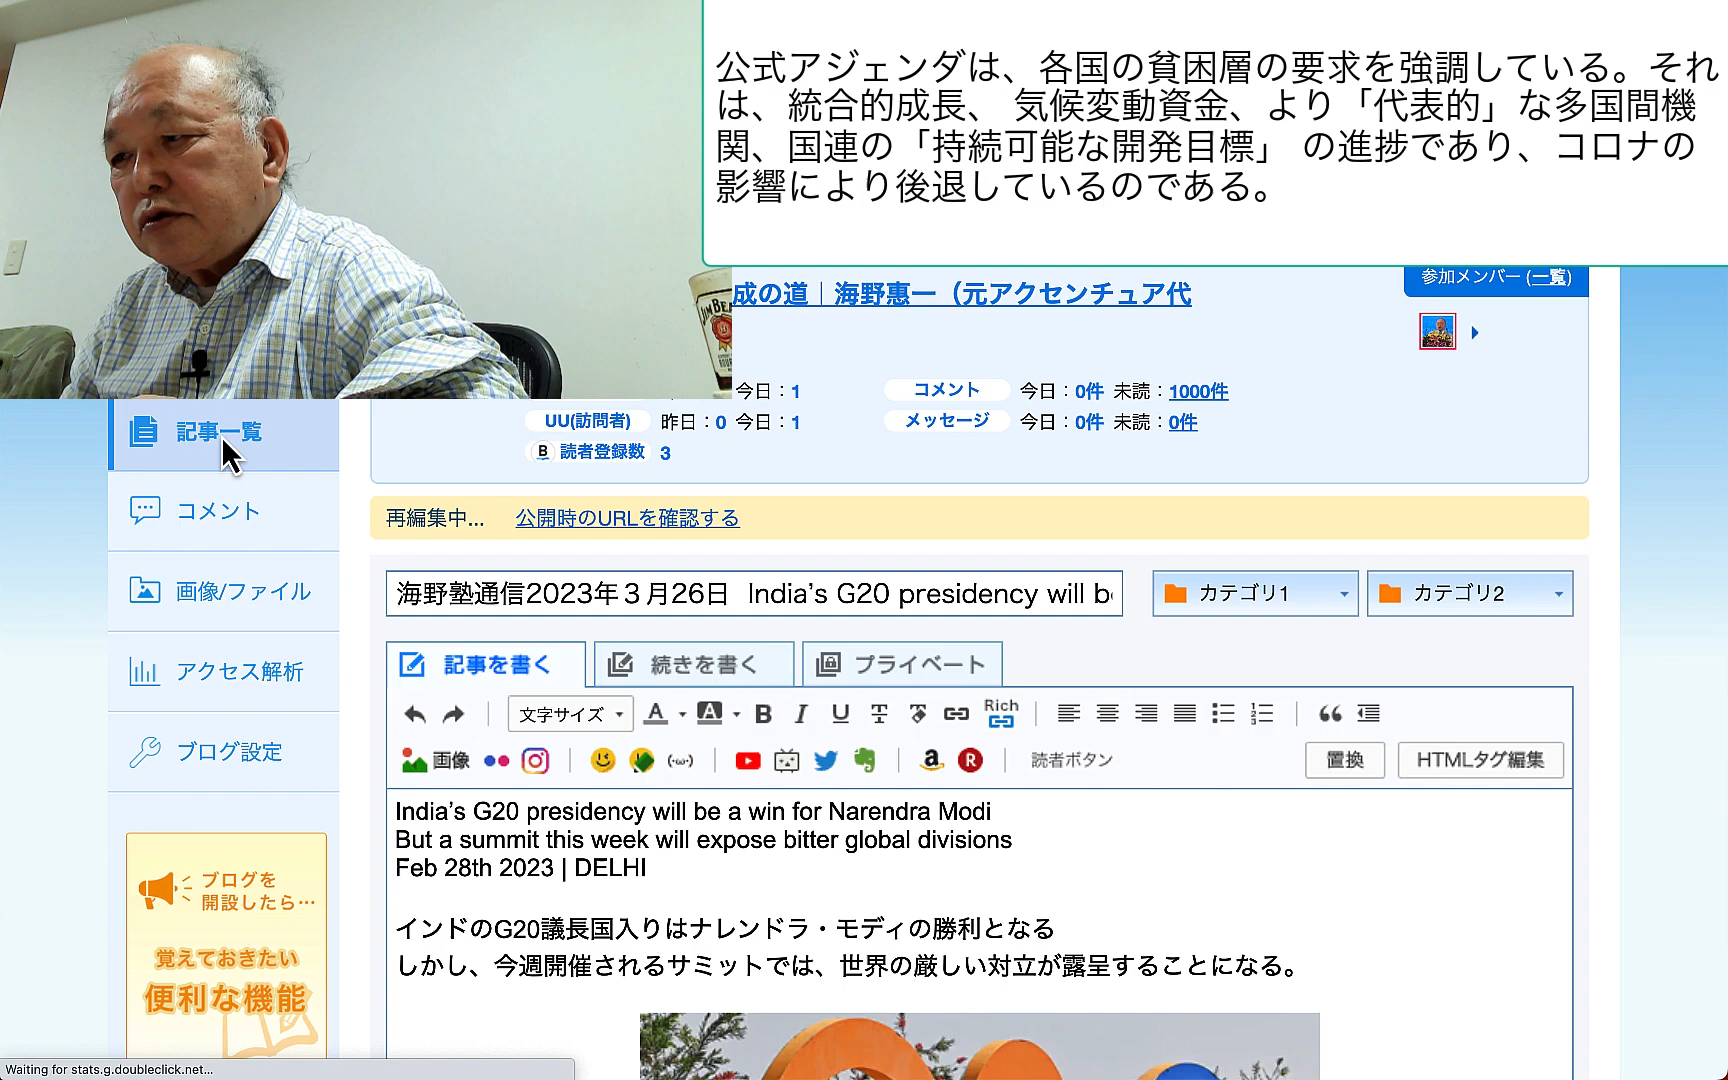 公式アジェンダは、各国の貧困層の要求を強調している。それ
は、統合的成長、 気候変動資金、より「代表的」な多国間機
関、国連の「持続可能な開発目標」 の進捗であり、コロナの
影響により後退しているのである。
JIM BEAM
成の道｜海野惠一（元アクセンチュア代
参加メンバー (一覧)
今日：1
コメント 今日：0件 未読：1000件
UU(訪問者) 昨日：0 今日：1
メッセージ 今日：0件 未読：0件
B 読者登録数 3
記事一覧
コメント
画像/ファイル
アクセス解析
ブログ設定
ブログを
開設したら…
覚えておきたい
便利な機能
再編集中... 公開時のURLを確認する
海野塾通信2023年３月26日 India’s G20 presidency will b
カテゴリ1
カテゴリ2
記事を書く
続きを書く
プライベート
文字サイズ A A B I U T Rich
画像 a R 読者ボタン 置換 HTMLタグ編集
India’s G20 presidency will be a win for Narendra Modi
But a summit this week will expose bitter global divisions
Feb 28th 2023 | DELHI
インドのG20議長国入りはナレンドラ・モディの勝利となる
しかし、今週開催されるサミットでは、世界の厳しい対立が露呈することになる。
Waiting for stats.g.doubleclick.net...